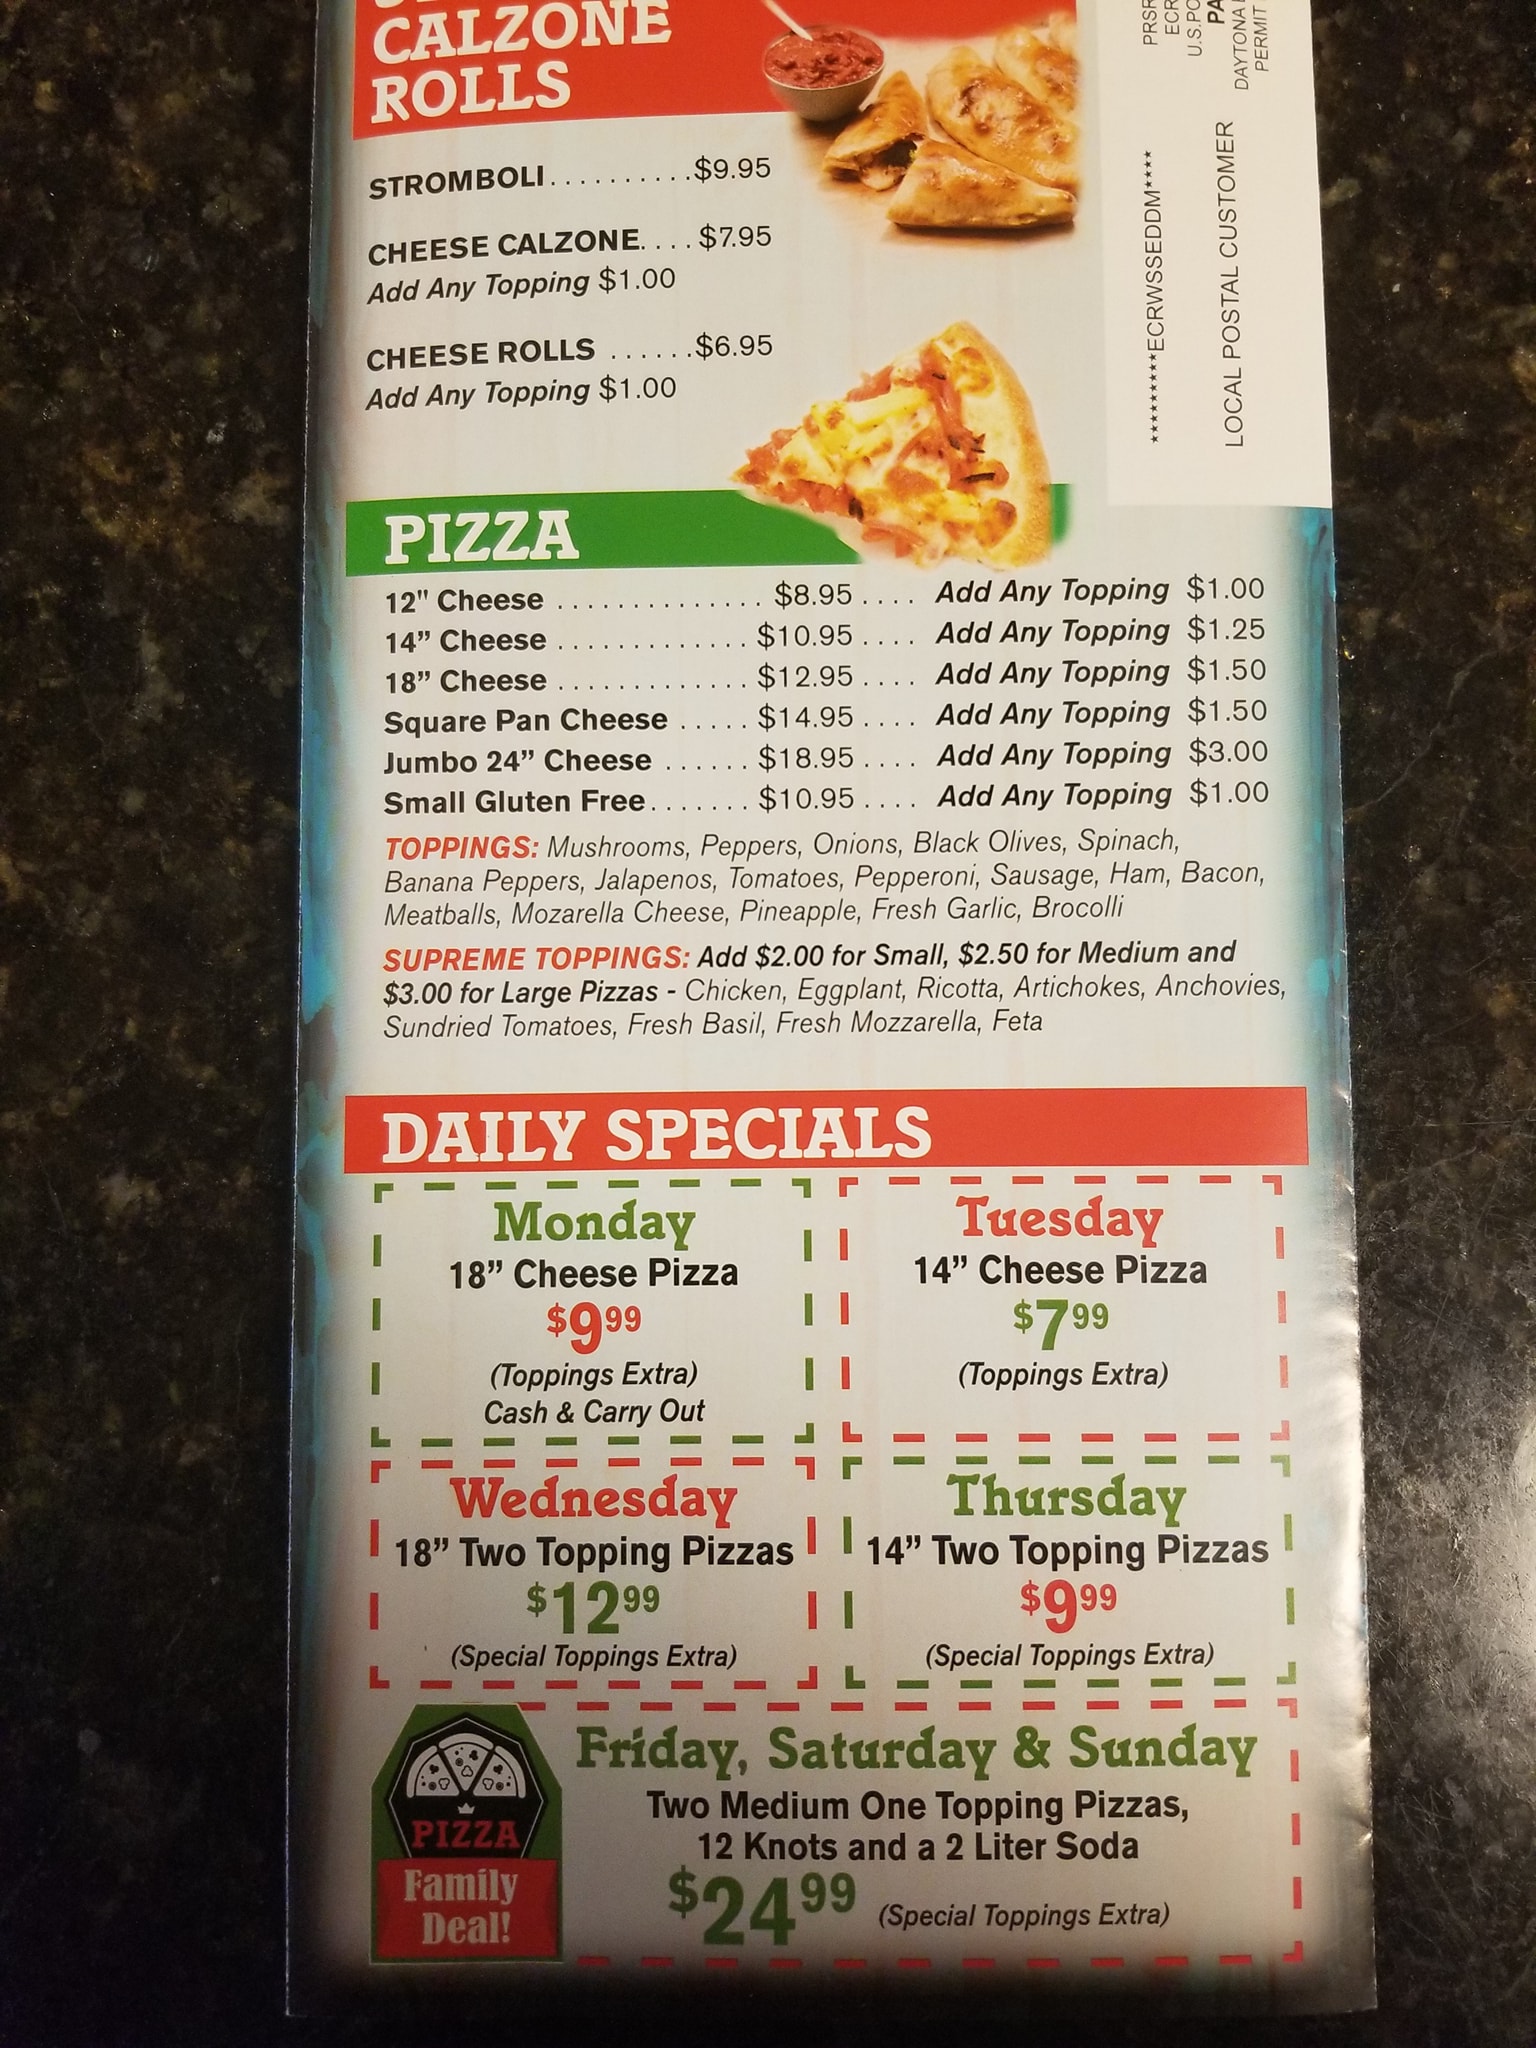 CALZONE
ROLLS
STROMBOLI..........$9.95
CHEESE CALZONE....$7.95
Add Any Topping $1.00
CHEESE ROLLS ......$6.95
Add Any Topping $1.00
PRSR
ECR
U.S.PO
PA
DAYTONA
PERMIT
*********ECRWSSEDDM****
LOCAL POSTAL CUSTOMER
PIZZA
12" Cheese .............. $8.95 .... Add Any Topping $1.00
14” Cheese ............. $10.95 .... Add Any Topping $1.25
18” Cheese ............. $12.95 .... Add Any Topping $1.50
Square Pan Cheese ..... $14.95 .... Add Any Topping $1.50
Jumbo 24” Cheese ...... $18.95 .... Add Any Topping $3.00
Small Gluten Free....... $10.95 .... Add Any Topping $1.00
TOPPINGS: Mushrooms, Peppers, Onions, Black Olives, Spinach,
Banana Peppers, Jalapenos, Tomatoes, Pepperoni, Sausage, Ham, Bacon,
Meatballs, Mozarella Cheese, Pineapple, Fresh Garlic, Brocolli
SUPREME TOPPINGS: Add $2.00 for Small, $2.50 for Medium and
$3.00 for Large Pizzas - Chicken, Eggplant, Ricotta, Artichokes, Anchovies,
Sundried Tomatoes, Fresh Basil, Fresh Mozzarella, Feta
DAILY SPECIALS
Monday
18” Cheese Pizza
$9.99
(Toppings Extra)
Cash & Carry Out
Tuesday
14” Cheese Pizza
$7.99
(Toppings Extra)
Wednesday
18” Two Topping Pizzas
$12.99
(Special Toppings Extra)
Thursday
14” Two Topping Pizzas
$9.99
(Special Toppings Extra)
PIZZA
Family
Deal!
Friday, Saturday & Sunday
Two Medium One Topping Pizzas,
12 Knots and a 2 Liter Soda
$24.99 (Special Toppings Extra)